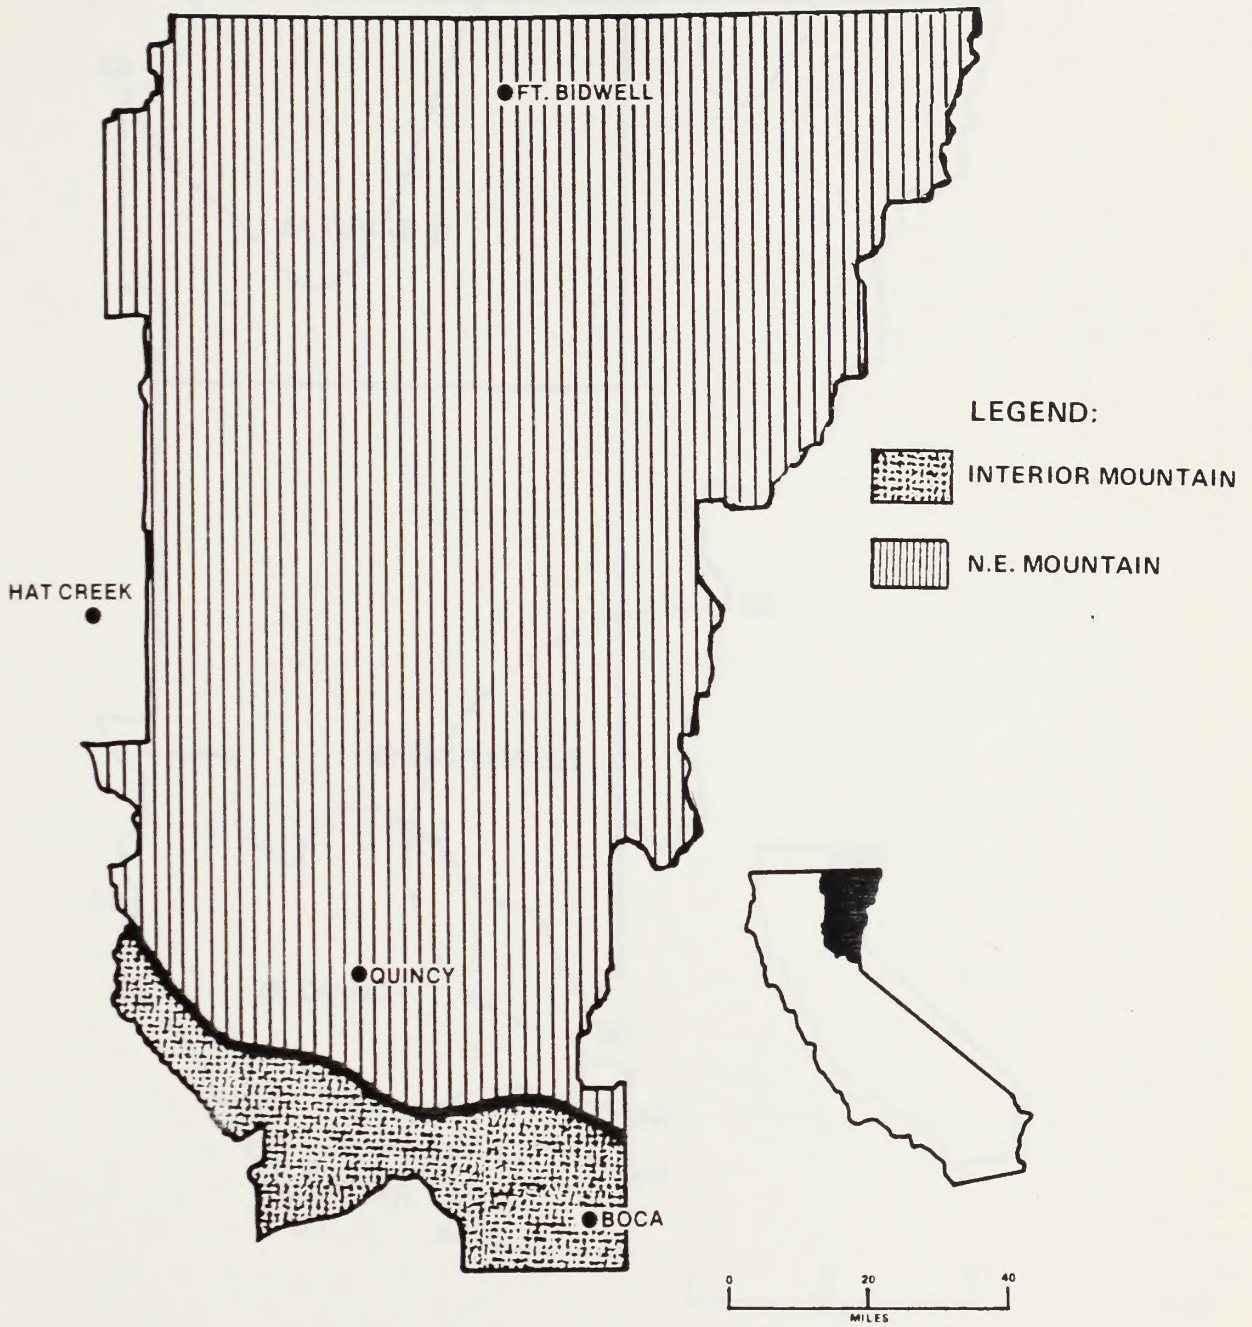 FT. BIDWELL
LEGEND:
INTERIOR MOUNTAIN
N.E. MOUNTAIN
HAT CREEK
QUINCY
BOCA
0 20 40
MILES